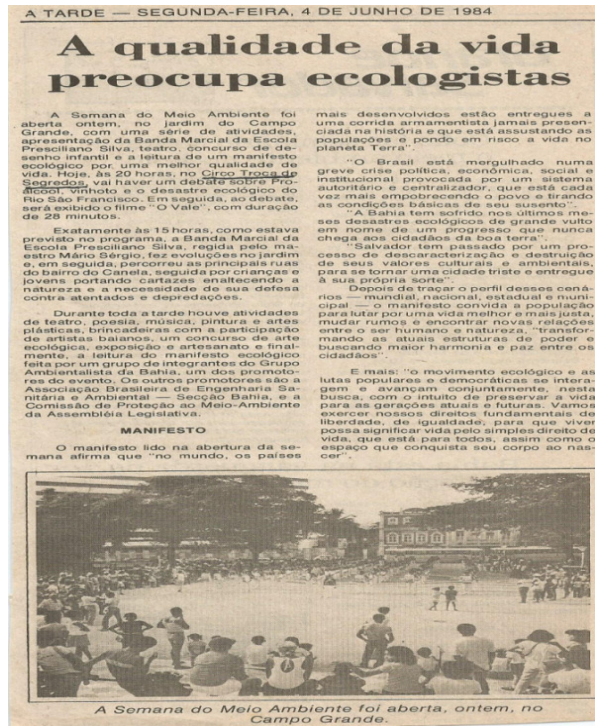 A TARDE — SEGUNDA-FEIRA, 4 DE JUNHO DE 1984
A qualidade da vida
preocupa ecologistas
A Semana do Meio Ambiente foi
aberta ontem, no jardim do Campo
Grande, com uma série de atividades,
apresentação da Banda Marcial da Escola
Presciliano Silva, teatro, concurso de de-
senho infantil e a leitura de um manifesto
ecológico por uma melhor qualidade de
vida. Hoje, às 20 horas, no Circo Troca de
Segredos, vai haver um debate sobre Pro-
álcool, vinhoto e o desastre ecológico do
Rio São Francisco. Em seguida, ao debate,
será exibido o filme "O Vale", com duração
de 28 minutos.
Exatamente às 15 horas, como estava
previsto no programa, a Banda Marcial da
Escola Presciliano Silva, regida pelo ma-
estro Mário Sérgio, fez evoluções no jardim
e, em seguida, percorreu as principais ruas
do bairro do Canela, seguida por crianças e
jovens portando cartazes enaltecendo a
natureza e a necessidade de sua defesa
contra atentados e depredações.
Durante toda a tarde houve atividades
de teatro, poesia, música, pintura e artes
plásticas, brincadeiras com a participação
de artistas baianos, um concurso de arte
ecológica, exposição e artesanato e final-
mente, a leitura do manifesto ecológico
feita por um grupo de integrantes do Grupo
Ambientalista da Bahia, um dos promoto-
res do evento. Os outros promotores são a
Associação Brasileira de Engenharia Sa-
nitária e Ambiental — Secção Bahia, e a
Comissão de Proteção ao Meio-Ambiente
da Assembléia Legislativa.
MANIFESTO
O manifesto lido na abertura da se-
mana afirma que "no mundo, os países
mais desenvolvidos estão entregues a
uma corrida armamentista jamais presen-
ciada na história e que está assustando as
populações e pondo em risco a vida no
planeta Terra".
"O Brasil está mergulhado numa
greve crise política, econômica, social e
institucional provocada por um sistema
autoritário e centralizador, que está cada
vez mais empobrecendo o povo e tirando
as condições básicas de seu ausento".
"A Bahia tem sofrido nos últimos me-
ses desastres ecológicos de grande vulto
em nome de um progresso que nunca
chega aos cidadãos da boa terra".
"Salvador tem passado por um pro-
cesso de descaracterização e destruição
de seus valores culturais e ambientais,
para se tornar uma cidade triste e entregue
à sua própria sorte".
Depois de traçar o perfil desses cená-
rios — mundial, nacional, estadual e muni-
cipal — o manifesto convida a população
para lutar por uma vida melhor e mais justa,
mudar rumos e encontrar novas relações
entre o ser humano e natureza, "transfor-
mando as atuais estruturas de poder e
buscando maior harmonia e paz entre os
cidadãos".
E mais: "o movimento ecológico e as
lutas populares e democráticas se intera-
gem e avançam conjuntamente, nesta
busca, com o intuito de preservar a vida
para as gerações atuais e futuras. Vamos
exercer nossos direitos fundamentais de
liberdade, de igualdade, para que viver
possa significar vida pelo simples direito de
vida, que está para todos, assim como o
espaço que conquista seu corpo ao nas-
cer".
A Semana do Meio Ambiente foi aberta, ontem, no
Campo Grande.